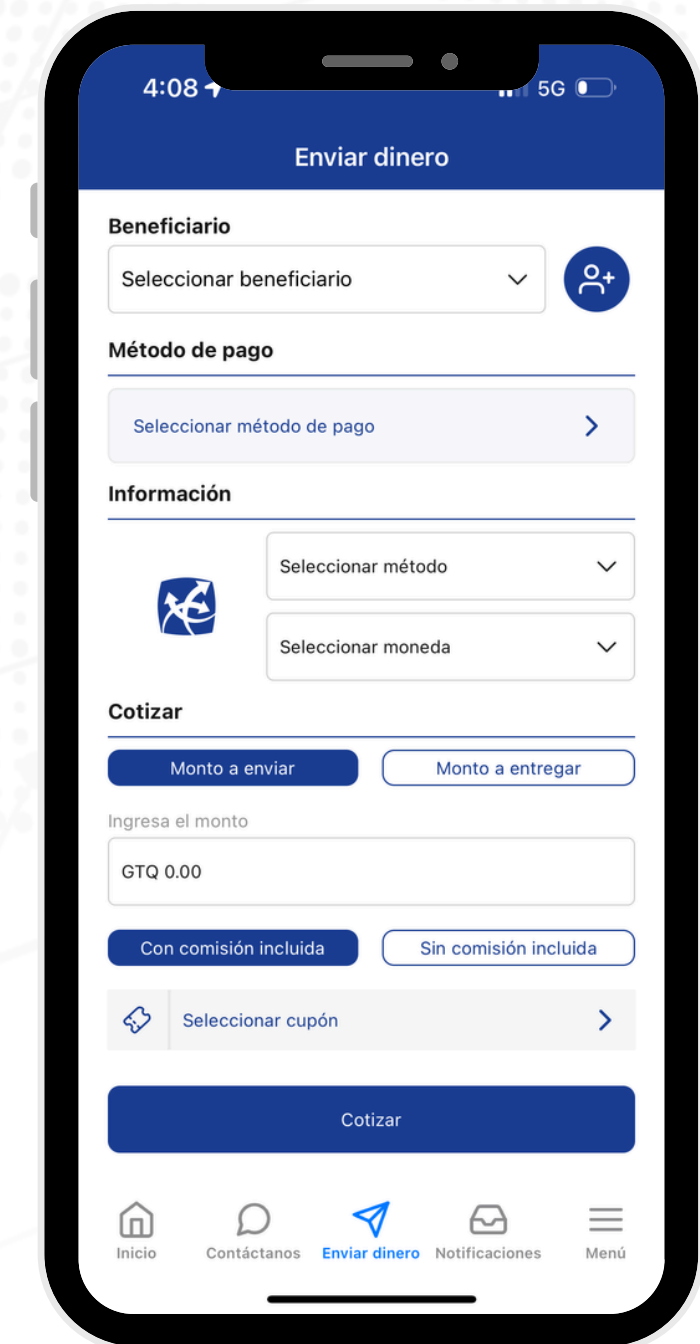 4:08
5G
Enviar dinero
Beneficiario
Seleccionar beneficiario
Método de pago
Seleccionar método de pago
Información
Seleccionar método
Seleccionar moneda
Cotizar
Monto a enviar
Monto a entregar
Ingresa el monto
GTQ 0.00
Con comisión incluida
Sin comisión incluida
Seleccionar cupón
Cotizar
Inicio
Contáctanos
Enviar dinero
Notificaciones
Menú